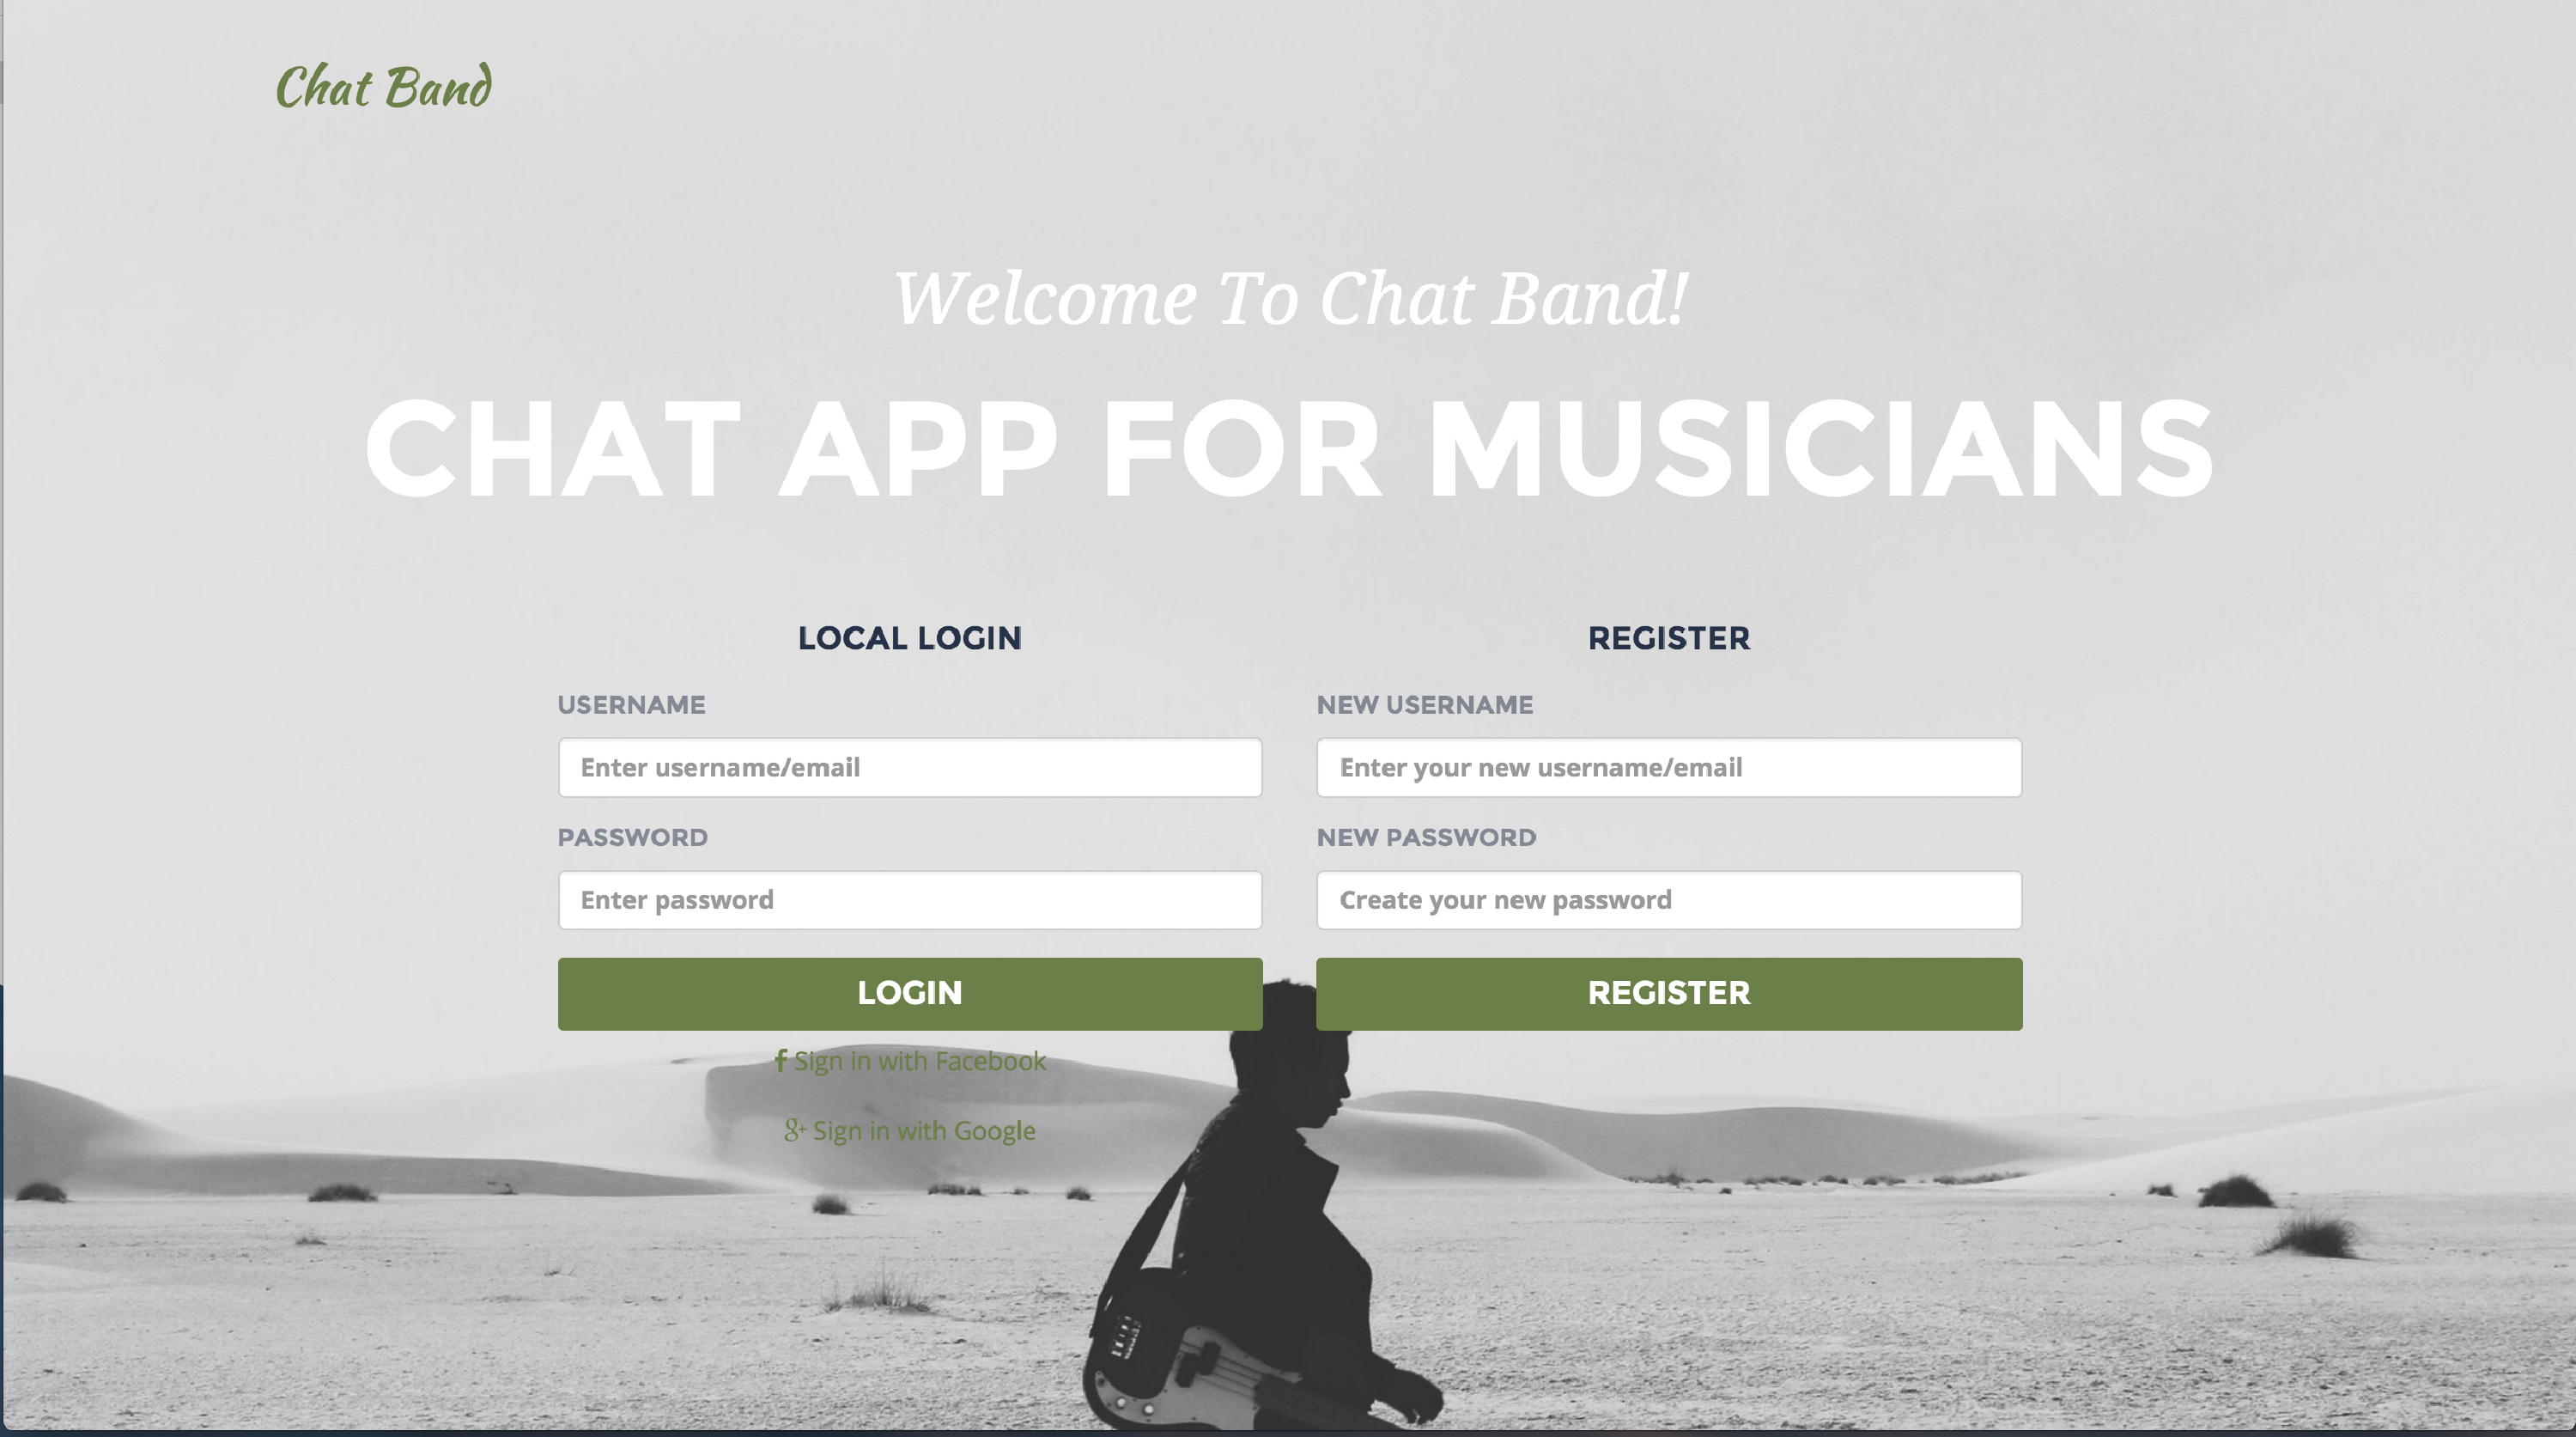 Chat Band
Welcome To Chat Band!
CHAT APP FOR MUSICIANS
LOCAL LOGIN
USERNAME
Enter username/email
PASSWORD
Enter password
LOGIN
f Sign in with Facebook
g+ Sign in with Google
REGISTER
NEW USERNAME
Enter your new username/email
NEW PASSWORD
Create your new password
REGISTER